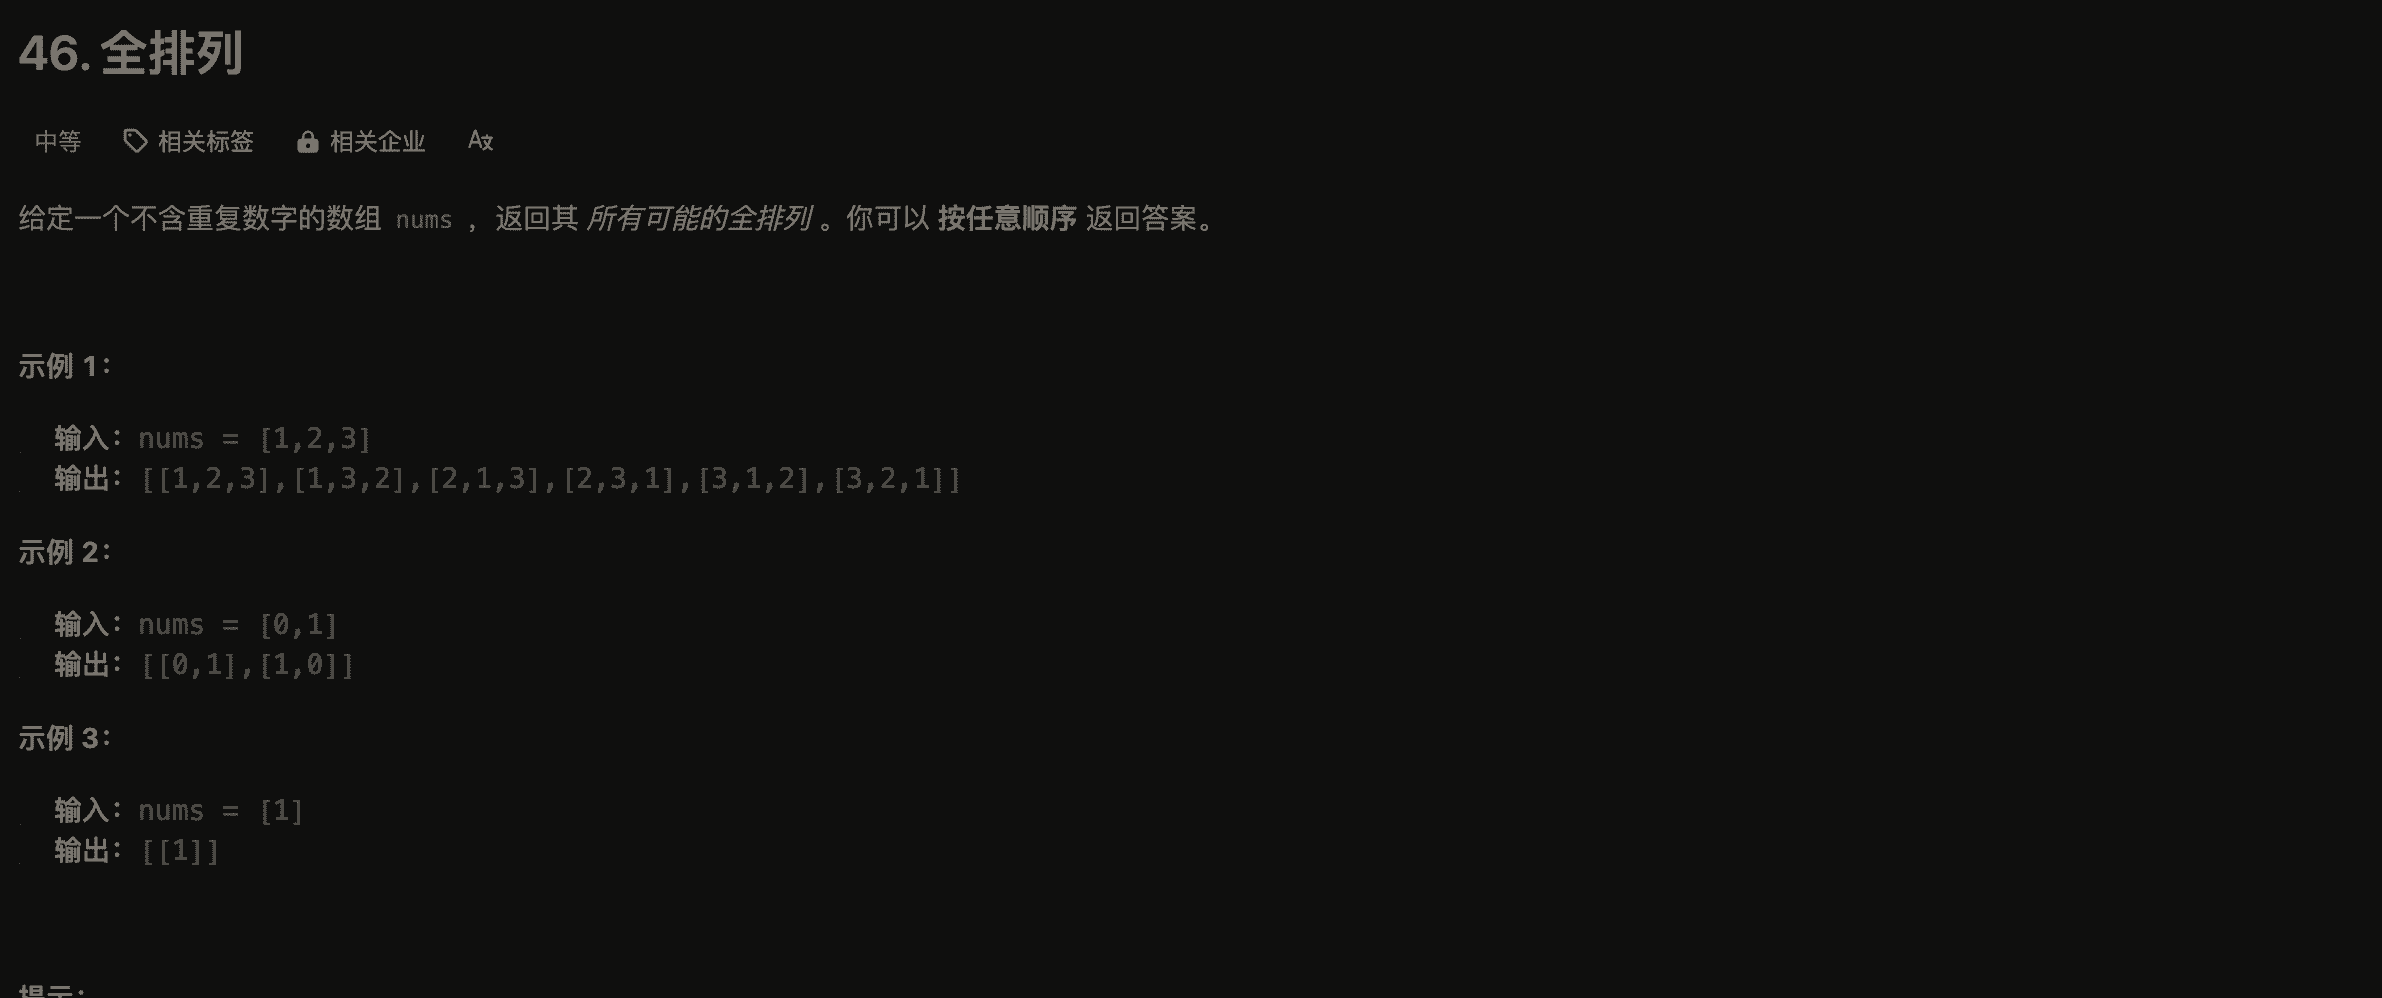 46. 全排列
中等 相关标签 相关企业
给定一个不含重复数字的数组 nums ，返回其 所有可能的全排列 。你可以 按任意顺序 返回答案。
示例 1：
输入：nums = [1,2,3]
输出：[[1,2,3],[1,3,2],[2,1,3],[2,3,1],[3,1,2],[3,2,1]]
示例 2：
输入：nums = [0,1]
输出：[[0,1],[1,0]]
示例 3：
输入：nums = [1]
输出：[[1]]
提示：